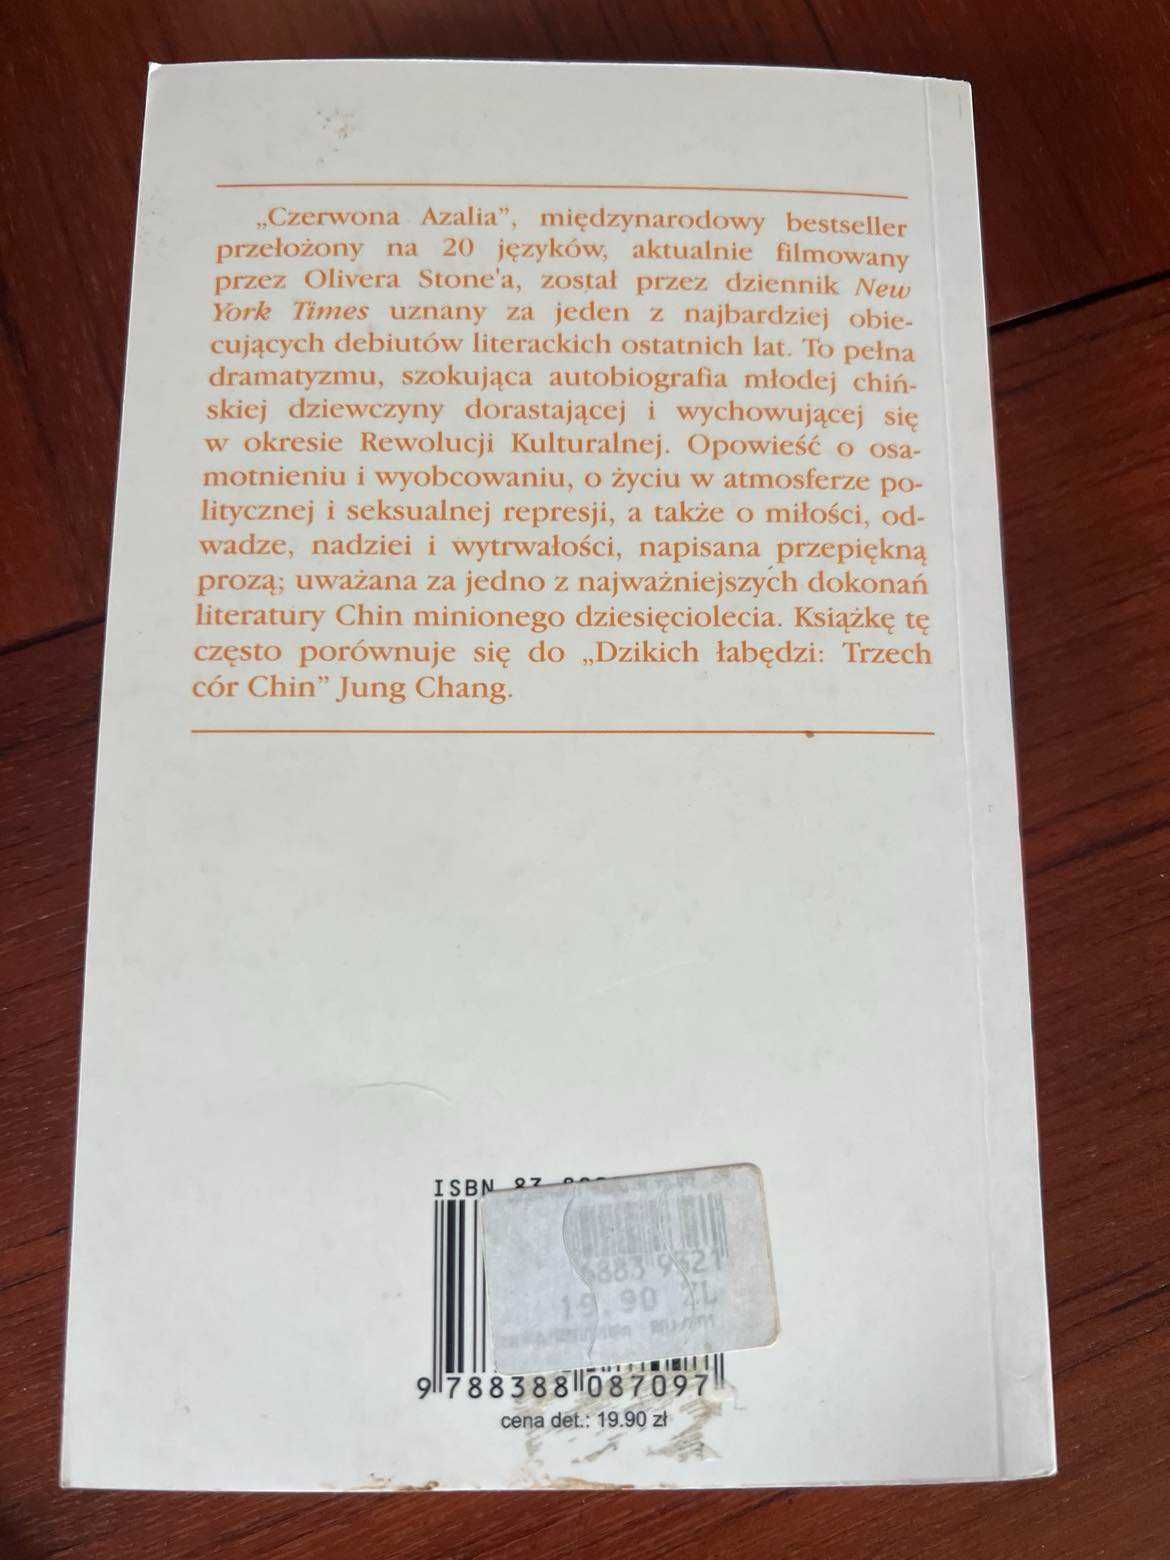 „Czerwona Azalia”, międzynarodowy bestseller
przełożony na 20 języków, aktualnie filmowany
przez Olivera Stone'a, został przez dziennik New
York Times uznany za jeden z najbardziej obie-
cujących debiutów literackich ostatnich lat. To pełna
dramatyzmu, szokująca autobiografia młodej chiń-
skiej dziewczyny dorastającej i wychowującej się
w okresie Rewolucji Kulturalnej. Opowieść o osa-
motnieniu i wyobcowaniu, o życiu w atmosferze po-
litycznej i seksualnej represji, a także o miłości, od-
wadze, nadziei i wytrwałości, napisana przepiękną
prozą; uważana za jedno z najważniejszych dokonań
literatury Chin minionego dziesięciolecia. Książkę tę
często porównuje się do „Dzikich łabędzi: Trzech
cór Chin” Jung Chang.
ISBN 83
19.90 ZL
9 788388 087097
cena det.: 19.90 zł